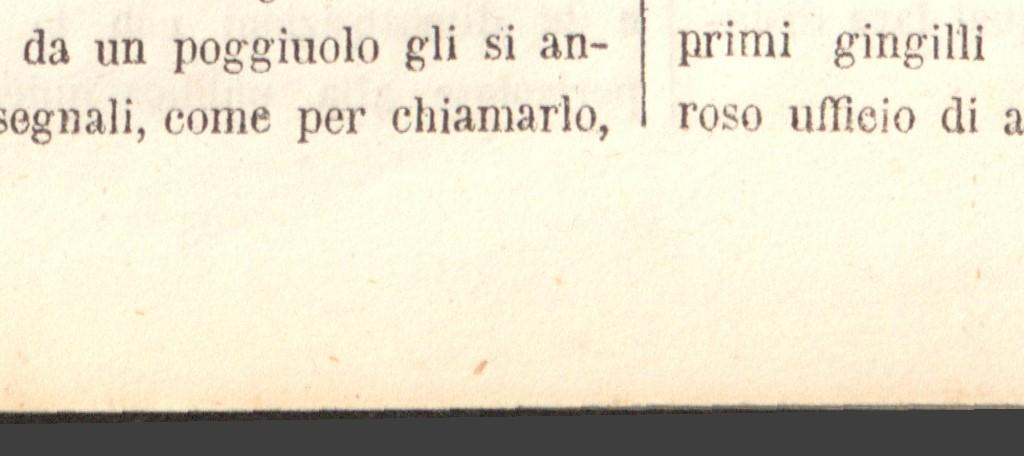 da un poggiuolo gli si an-
segnali, come per chiamarlo,
primi gingilli
roso ufficio di a